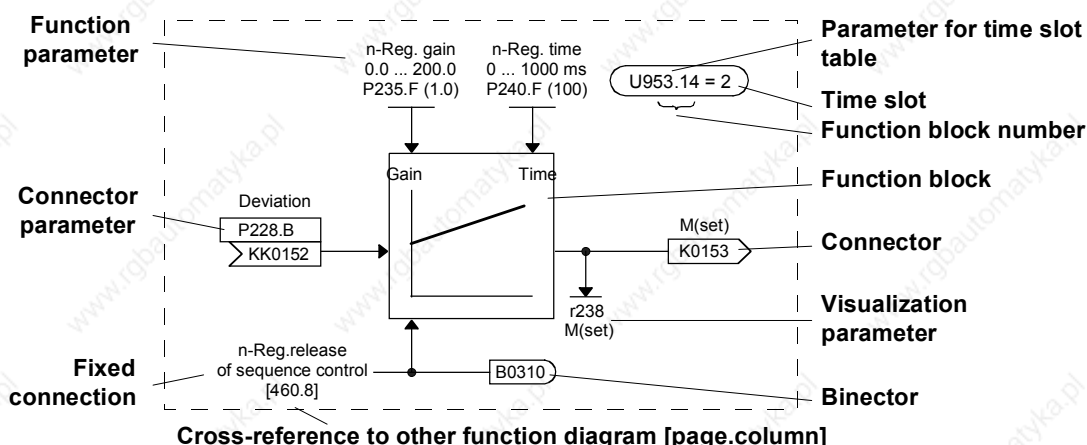 Function
parameter
n-Reg. gain
0.0 ... 200.0
P235.F (1.0)
n-Reg. time
0 ... 1000 ms
P240.F (100)
U953.14 = 2
Parameter for time slot
table
Time slot
Function block number
Gain
Time
Function block
Connector
parameter
Deviation
P228.B
KK0152
M(set)
K0153
Connector
r238
M(set)
Visualization
parameter
Fixed
connection
n-Reg.release
of sequence control
[460.8]
B0310
Binector
Cross-reference to other function diagram [page.column]
www.rgbautomatyka.pl